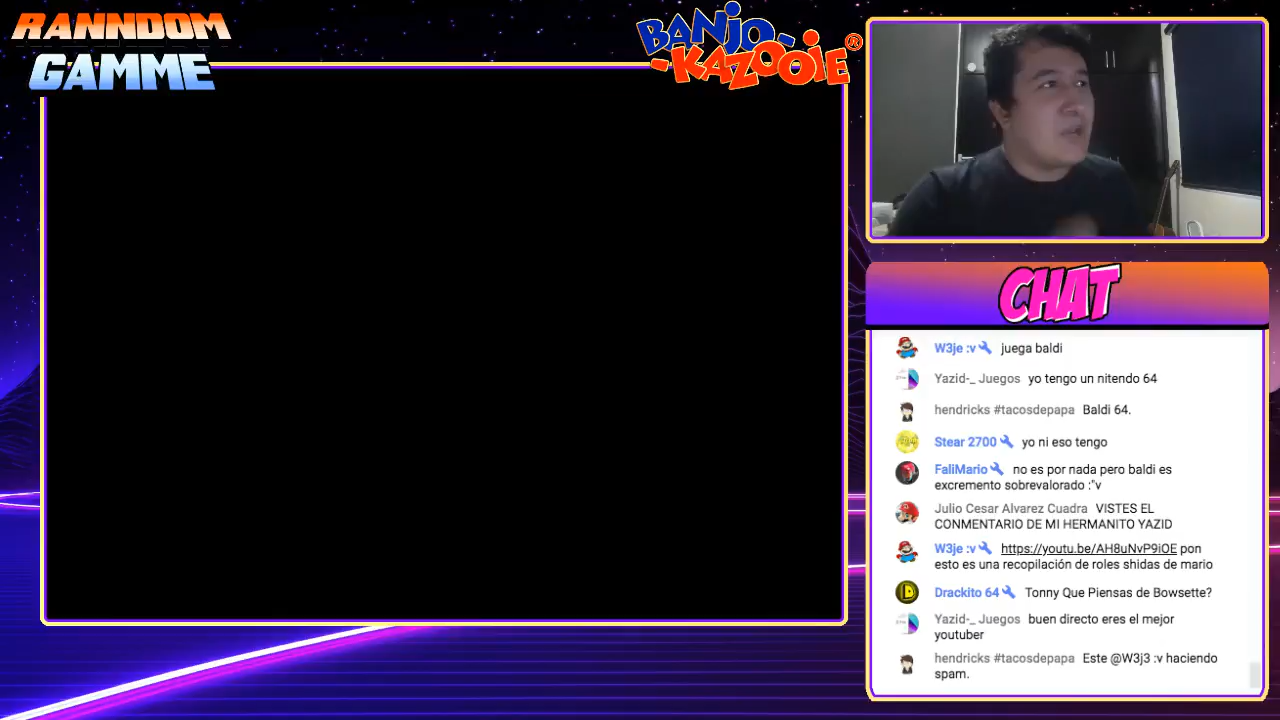 RANNDOM
GAMME
BANJO-
-KAZOOIE®
CHAT
W3je :v juega baldi
Yazid-_ Juegos yo tengo un nitendo 64
hendricks #tacosdepapa Baldi 64.
Stear 2700 yo ni eso tengo
FaliMario no es por nada pero baldi es
excremento sobrevalorado :"v
Julio Cesar Alvarez Cuadra VISTES EL
CONMENTARIO DE MI HERMANITO YAZID
W3je :v https://youtu.be/AH8uNvP9iOE pon
esto es una recopilación de roles shidas de mario
Drackito 64 Tonny Que Piensas de Bowsette?
Yazid-_ Juegos buen directo eres el mejor
youtuber
hendricks #tacosdepapa Este @W3j3 :v haciendo
spam.